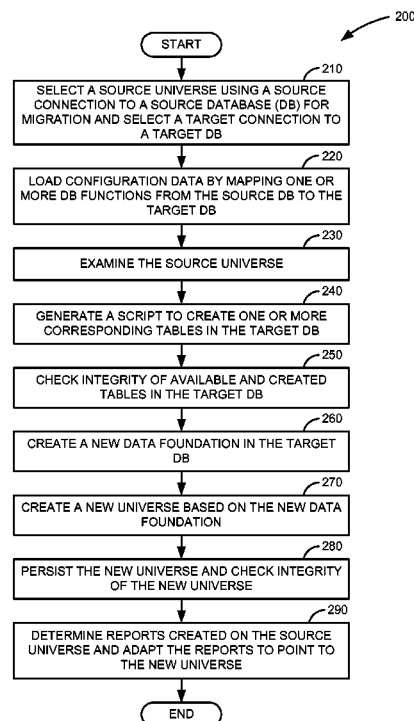 200
START
210
SELECT A SOURCE UNIVERSE USING A SOURCE
CONNECTION TO A SOURCE DATABASE (DB) FOR
MIGRATION AND SELECT A TARGET CONNECTION TO
A TARGET DB
220
LOAD CONFIGURATION DATA BY MAPPING ONE OR
MORE DB FUNCTIONS FROM THE SOURCE DB TO THE
TARGET DB
230
EXAMINE THE SOURCE UNIVERSE
240
GENERATE A SCRIPT TO CREATE ONE OR MORE
CORRESPONDING TABLES IN THE TARGET DB
250
CHECK INTEGRITY OF AVAILABLE AND CREATED
TABLES IN THE TARGET DB
260
CREATE A NEW DATA FOUNDATION IN THE TARGET
DB
270
CREATE A NEW UNIVERSE BASED ON THE NEW DATA
FOUNDATION
280
PERSIST THE NEW UNIVERSE AND CHECK INTEGRITY
OF THE NEW UNIVERSE
290
DETERMINE REPORTS CREATED ON THE SOURCE
UNIVERSE AND ADAPT THE REPORTS TO POINT TO
THE NEW UNIVERSE
END